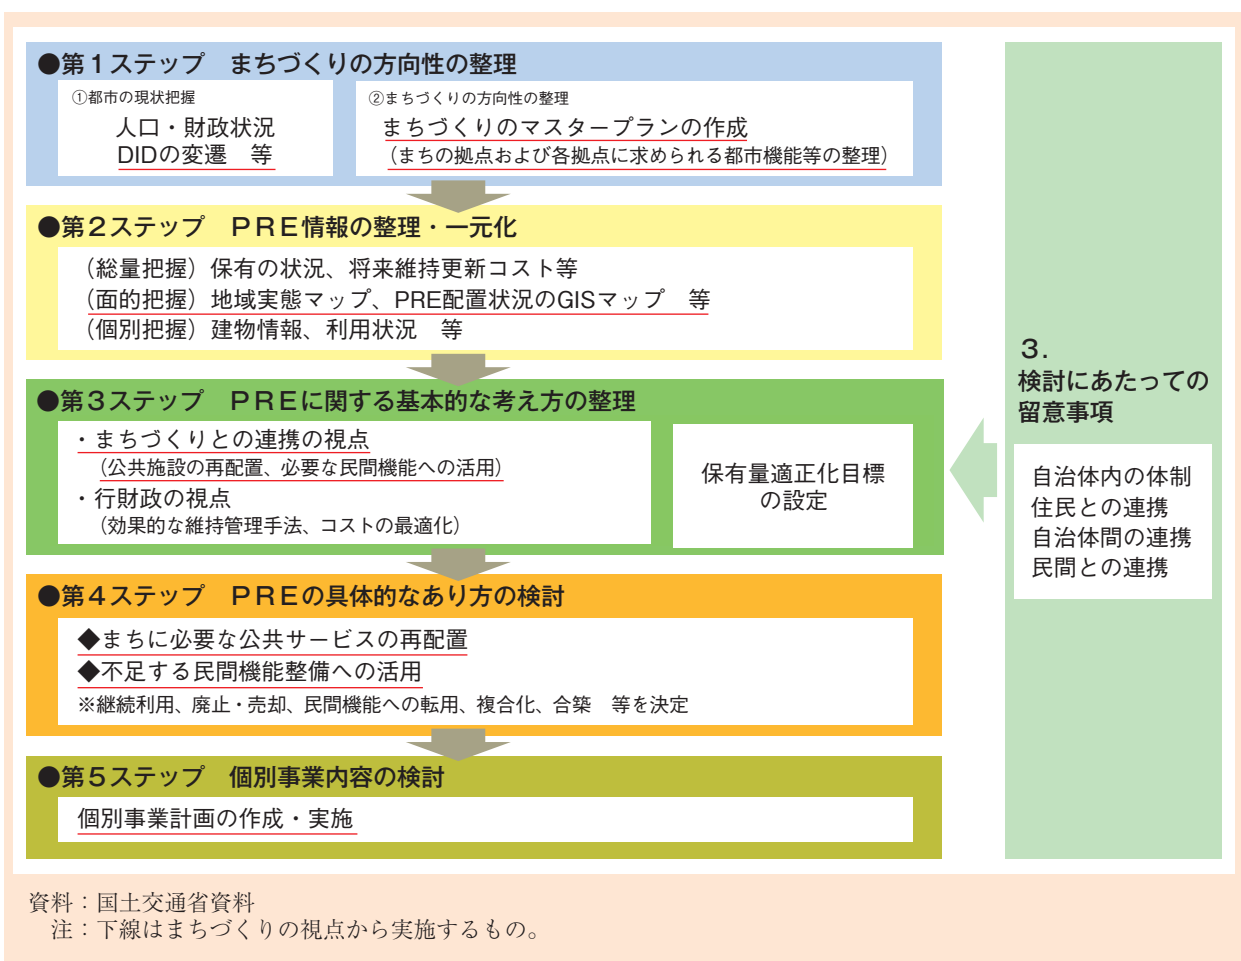 ●第１ステップ　まちづくりの方向性の整理
①都市の現状把握
人口・財政状況
DIDの変遷　等
②まちづくりの方向性の整理
まちづくりのマスタープランの作成
（まちの拠点および各拠点に求められる都市機能等の整理）
●第２ステップ　ＰＲＥ情報の整理・一元化
（総量把握）保有の状況、将来維持更新コスト等
（面的把握）地域実態マップ、PRE配置状況のGISマップ　等
（個別把握）建物情報、利用状況　等
●第３ステップ　ＰＲＥに関する基本的な考え方の整理
・まちづくりとの連携の視点
（公共施設の再配置、必要な民間機能への活用）
・行財政の視点
（効果的な維持管理手法、コストの最適化）
保有量適正化目標
の設定
●第４ステップ　ＰＲＥの具体的なあり方の検討
◆まちに必要な公共サービスの再配置
◆不足する民間機能整備への活用
※継続利用、廃止・売却、民間機能への転用、複合化、合築　等を決定
●第５ステップ　個別事業内容の検討
個別事業計画の作成・実施
３．
検討にあたっての
留意事項
自治体内の体制
住民との連携
自治体間の連携
民間との連携
資料：国土交通省資料
注：下線はまちづくりの視点から実施するもの。